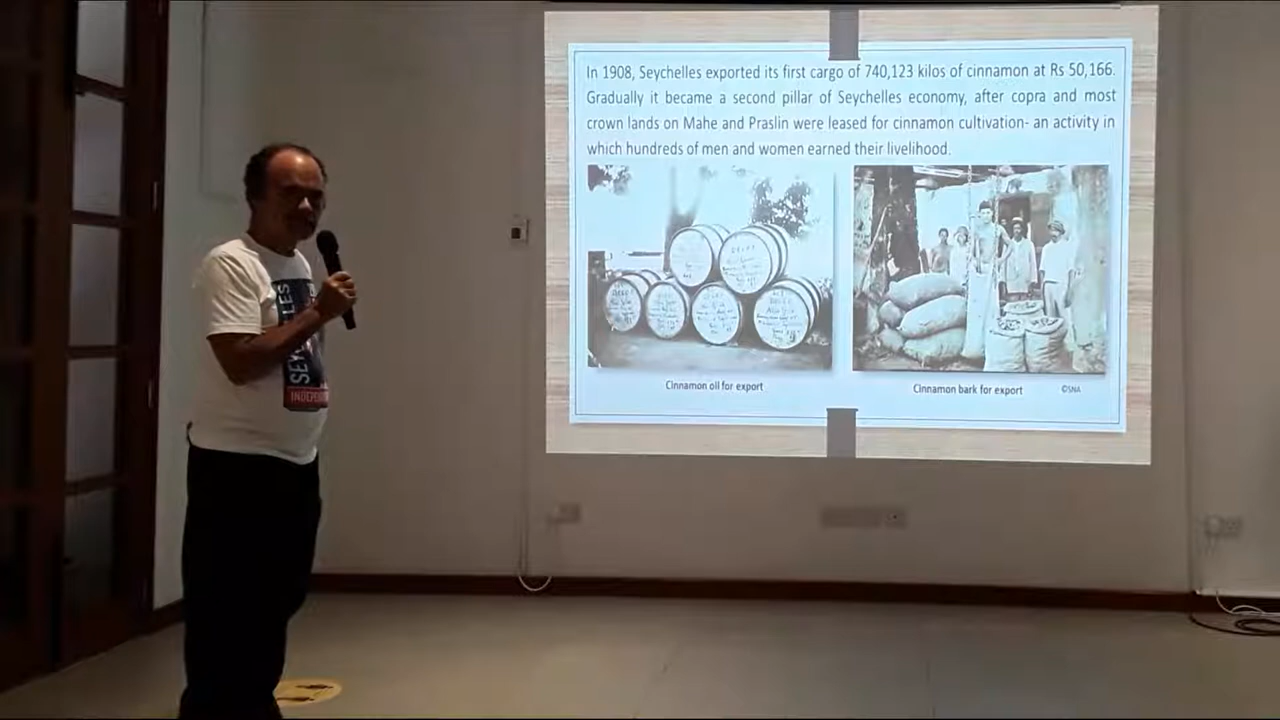 In 1908, Seychelles exported its first cargo of 740,123 kilos of cinnamon at Rs 50,166.
Gradually it became a second pillar of Seychelles economy, after copra and most
crown lands on Mahe and Praslin were leased for cinnamon cultivation- an activity in
which hundreds of men and women earned their livelihood.
Cinnamon oil for export
Cinnamon bark for export
©SNA